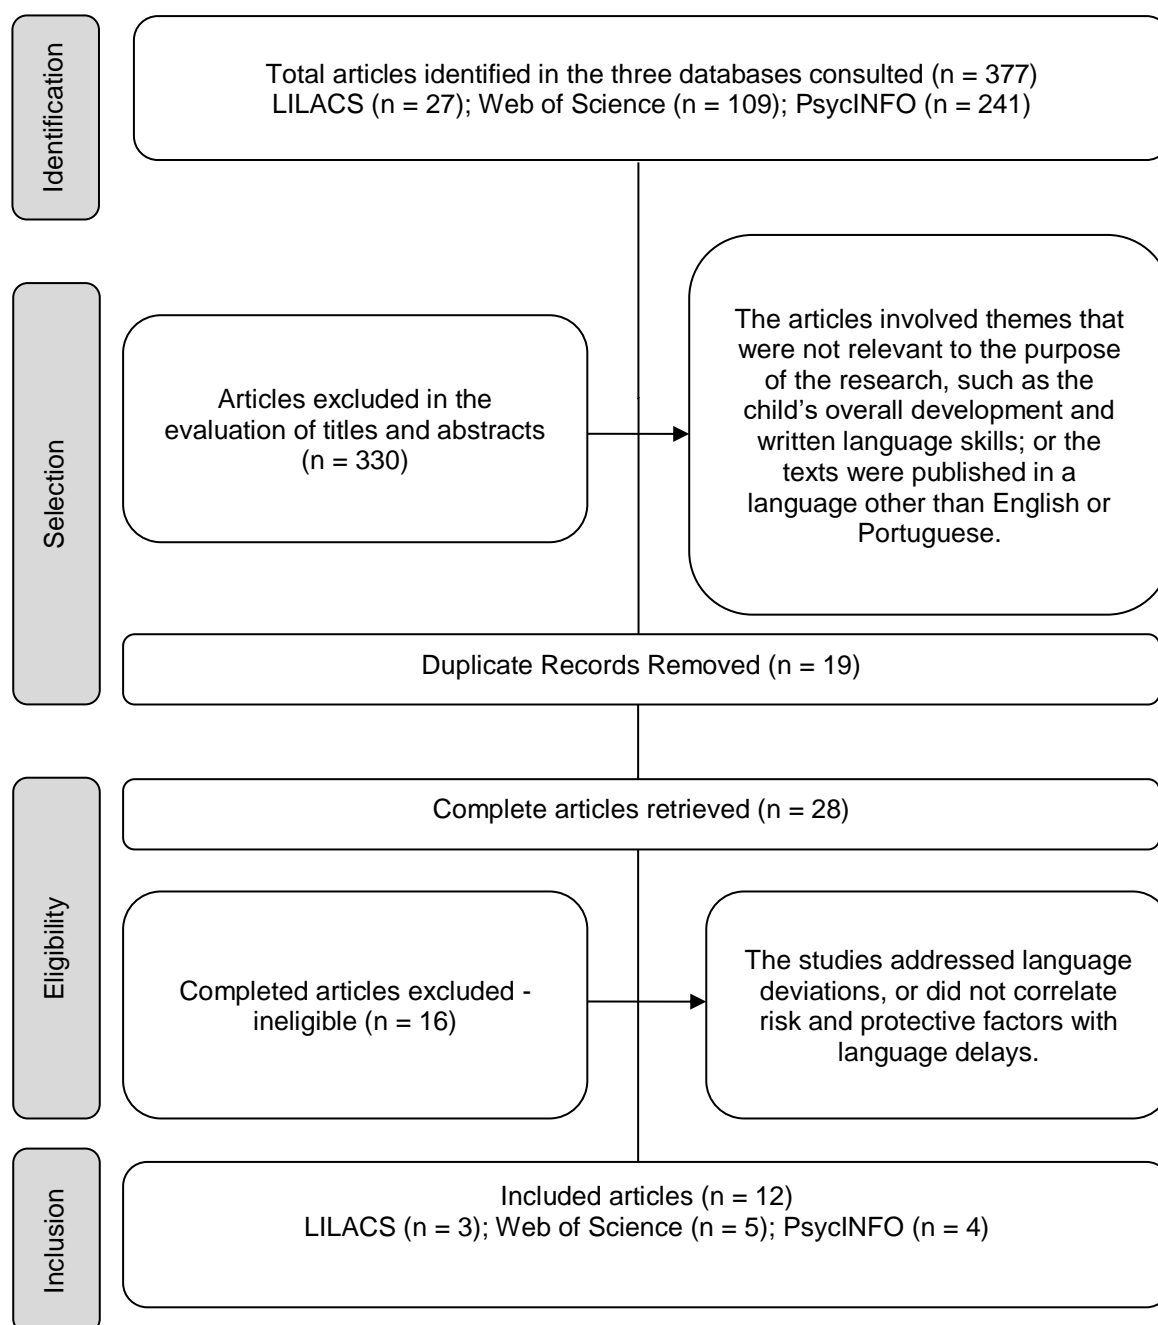 Identification
Total articles identified in the three databases consulted (n = 377)
LILACS (n = 27); Web of Science (n = 109); PsycINFO (n = 241)
Selection
Articles excluded in the
evaluation of titles and abstracts
(n = 330)
The articles involved themes that
were not relevant to the purpose
of the research, such as the
child’s overall development and
written language skills; or the
texts were published in a
language other than English or
Portuguese.
Duplicate Records Removed (n = 19)
Eligibility
Complete articles retrieved (n = 28)
Completed articles excluded -
ineligible (n = 16)
The studies addressed language
deviations, or did not correlate
risk and protective factors with
language delays.
Inclusion
Included articles (n = 12)
LILACS (n = 3); Web of Science (n = 5); PsycINFO (n = 4)